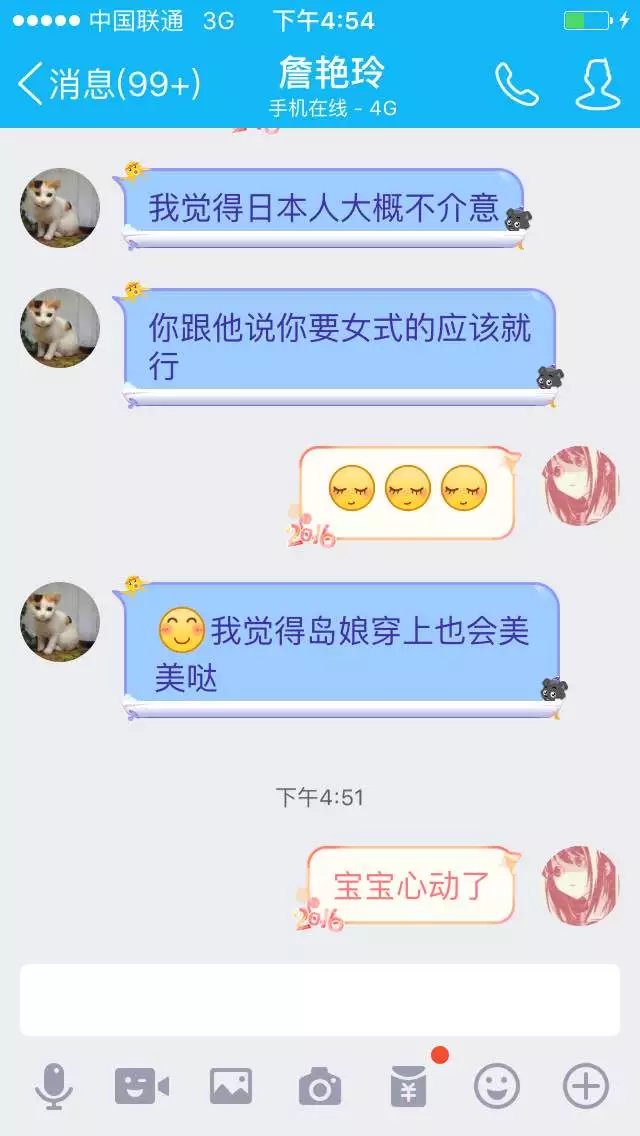 中国联通 3G 下午4:54
消息(99+)
詹艳玲
手机在线 - 4G
我觉得日本人大概不介意
你跟他说你要女式的应该就
行
2016
我觉得岛娘穿上也会美
美哒
下午4:51
宝宝心动了
2016
¥